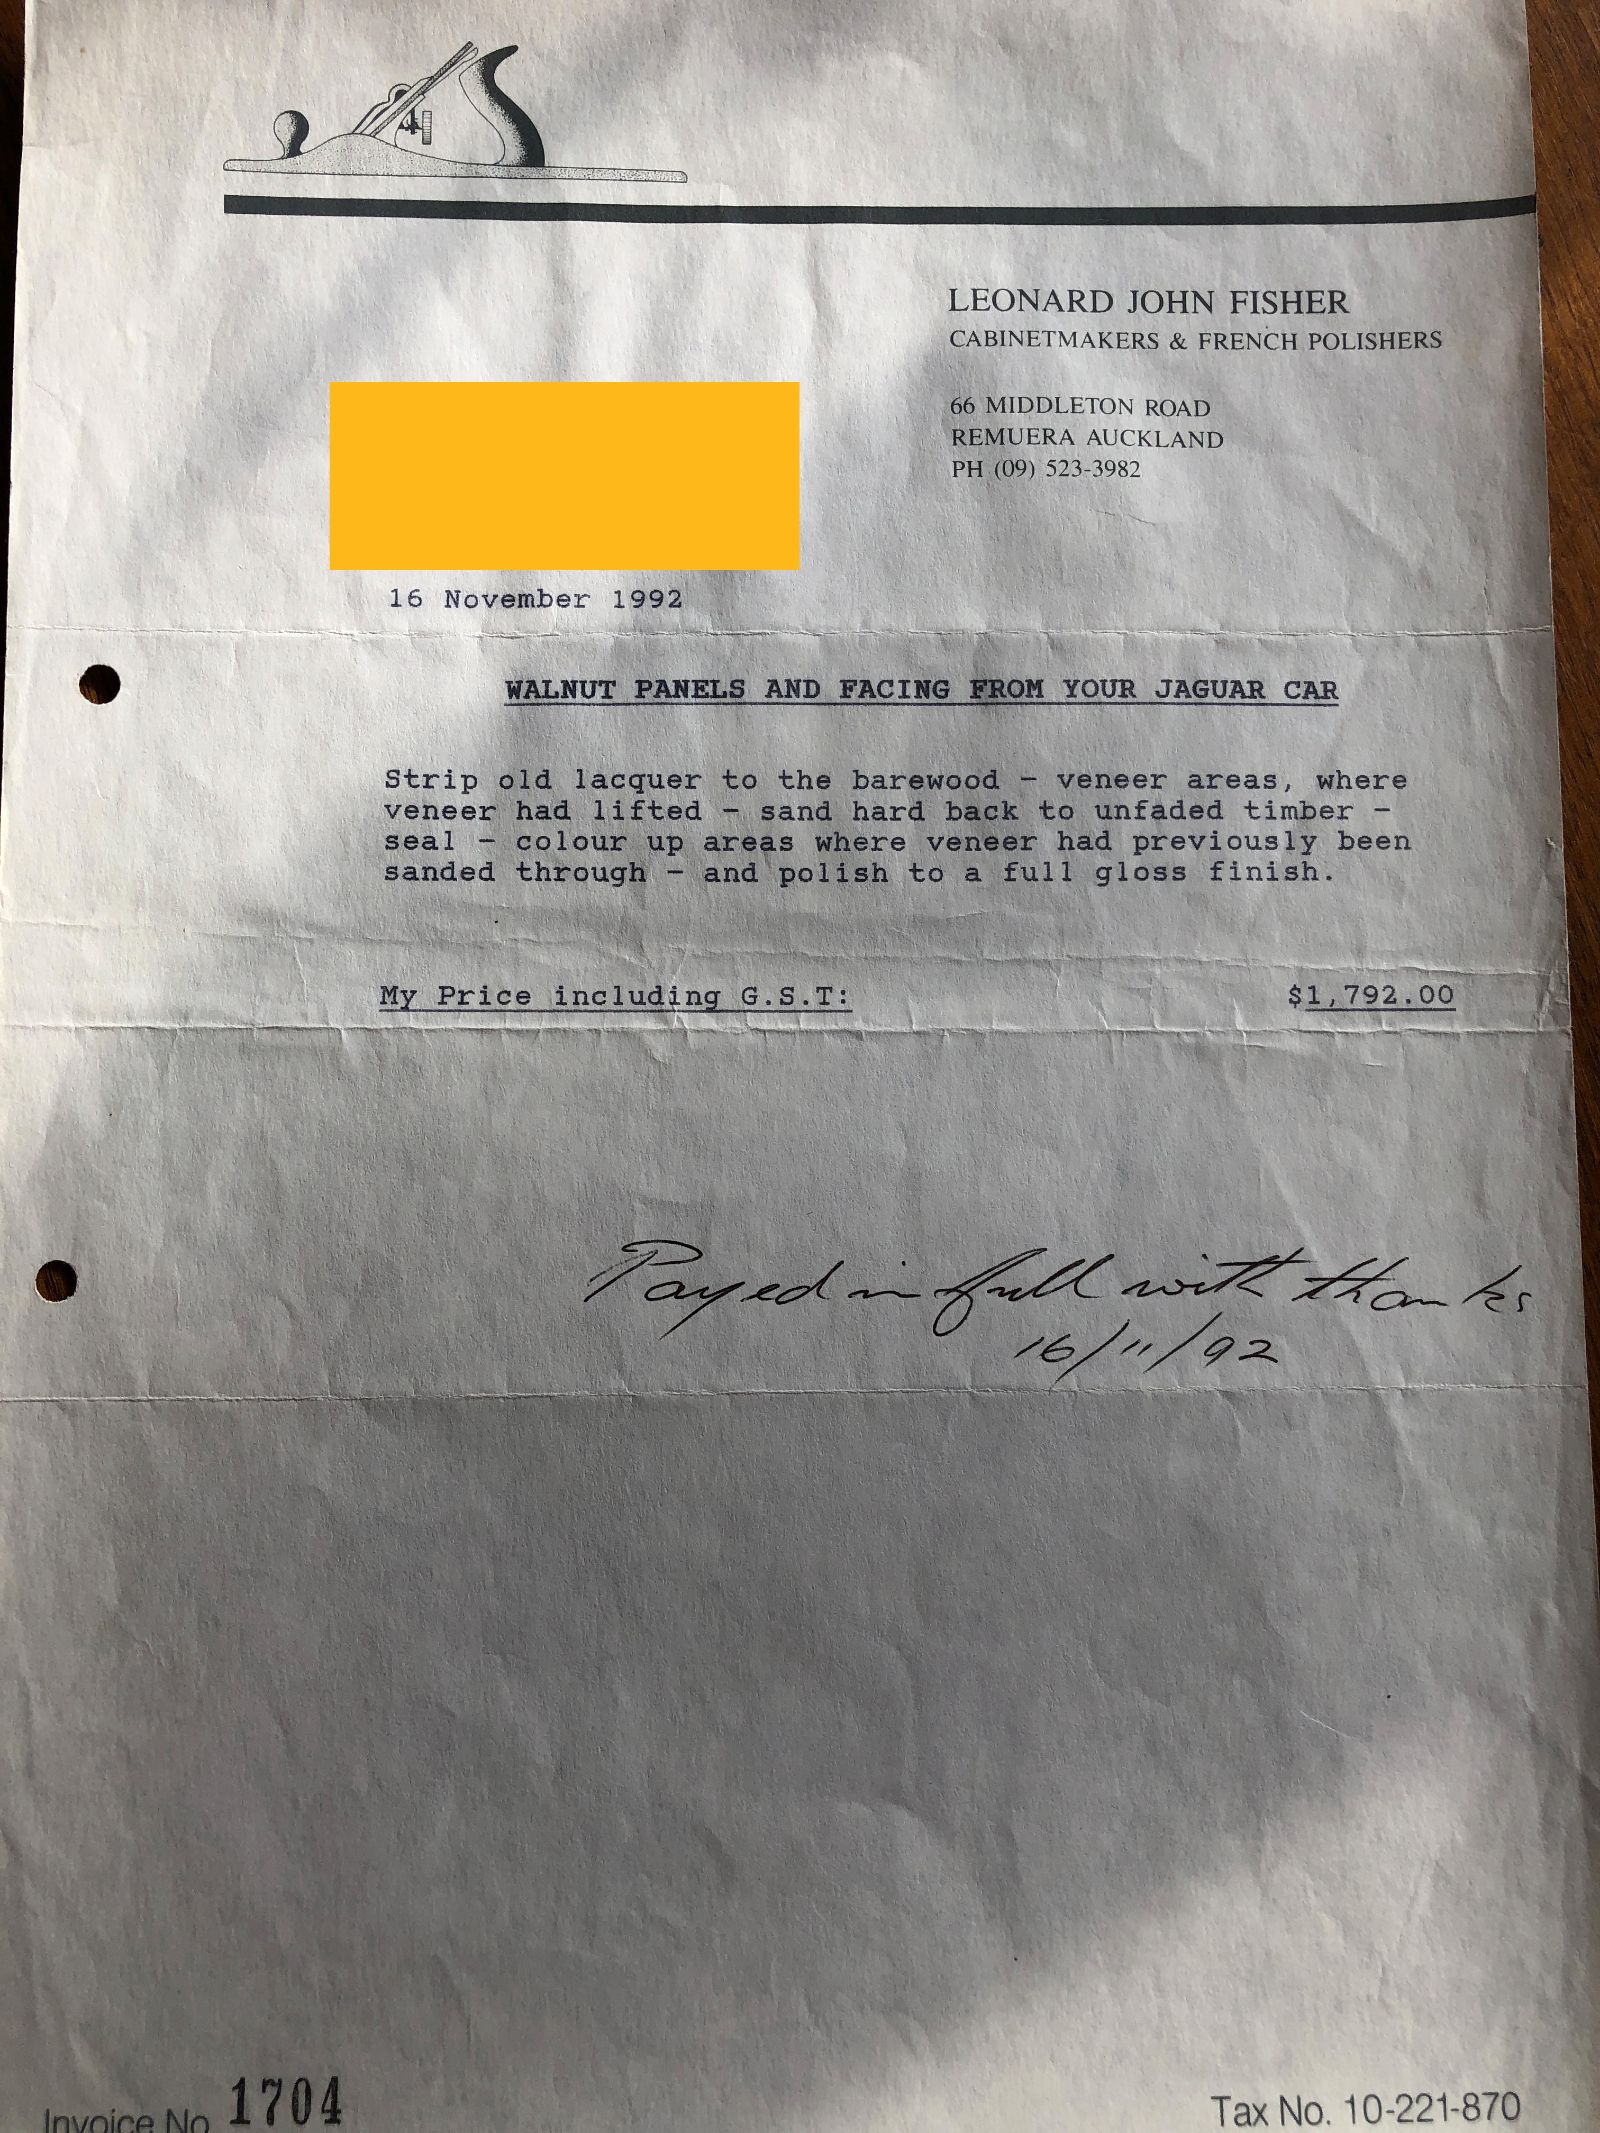 LEONARD JOHN FISHER
CABINETMAKERS & FRENCH POLISHERS
66 MIDDLETON ROAD
REMUERA AUCKLAND
PH (09) 523-3982
16 November 1992
WALNUT PANELS AND FACING FROM YOUR JAGUAR CAR
Strip old lacquer to the barewood - veneer areas, where
veneer had lifted - sand hard back to unfaded timber -
seal - colour up areas where veneer had previously been
sanded through - and polish to a full gloss finish.
My Price including G.S.T: $1,792.00
Payed in full with thanks
16/11/92
Invoice No 1704
Tax No. 10-221-870